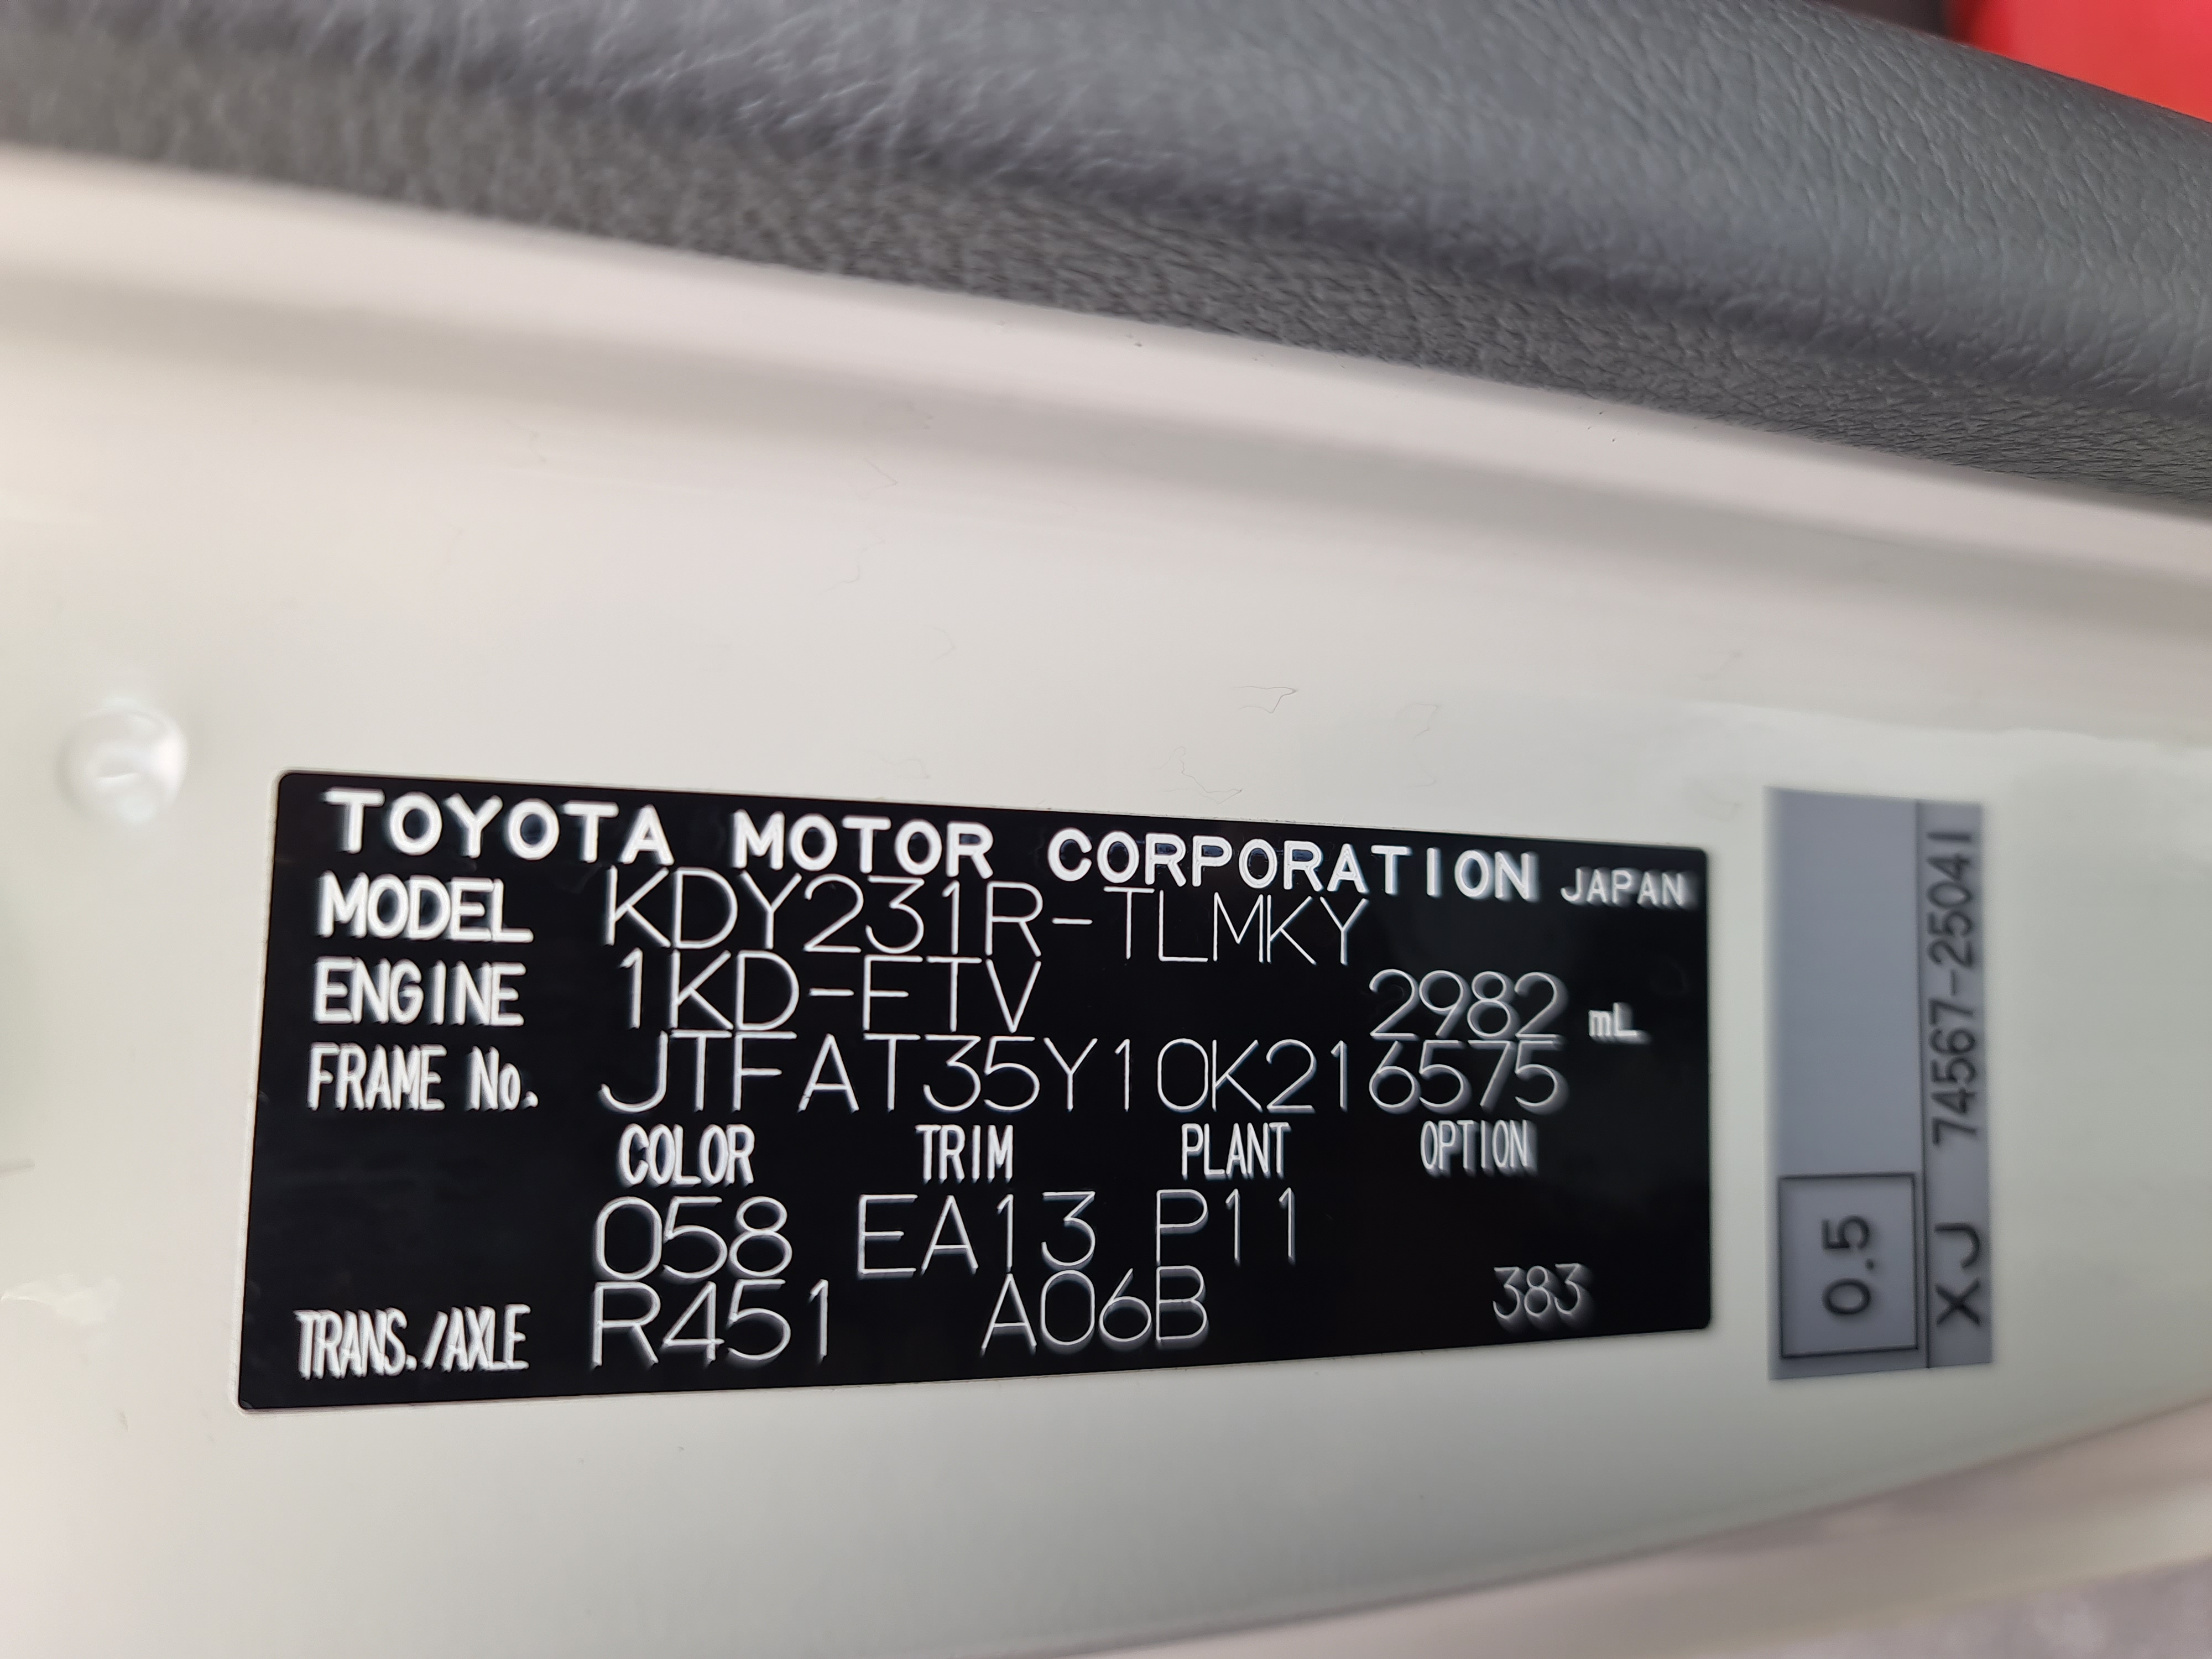 TOYOTA MOTOR CORPORATION JAPAN
MODEL KDY231R-TLMKY
ENGINE 1KD-FTV 2982 mL
FRAME No. JTFAT35Y10K216575
COLOR TRIM PLANT OPTION
058 EA13 P11
TRANS./AXLE R451 A06B 383
0.5
XJ 74567-25041